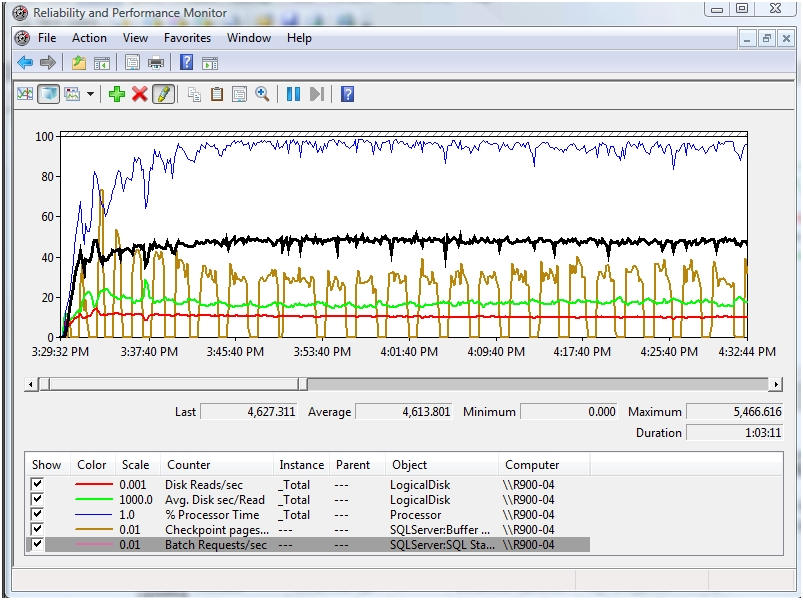 Reliability and Performance Monitor
File Action View Favorites Window Help
100
80
60
40
20
0
3:29:32 PM 3:37:40 PM 3:45:40 PM 3:53:40 PM 4:01:40 PM 4:09:40 PM 4:17:40 PM 4:25:40 PM 4:32:44 PM
Last 4,627.311 Average 4,613.801 Minimum 0.000 Maximum 5,466.616
Duration 1:03:11
Show Color Scale Counter Instance Parent Object Computer
0.001 Disk Reads/sec _Total --- LogicalDisk \\R900-04
1000.0 Avg. Disk sec/Read _Total --- LogicalDisk \\R900-04
1.0 % Processor Time _Total --- Processor \\R900-04
0.01 Checkpoint pages... --- --- SQLServer:Buffer ... \\R900-04
0.01 Batch Requests/sec --- --- SQLServer:SQL Sta... \\R900-04